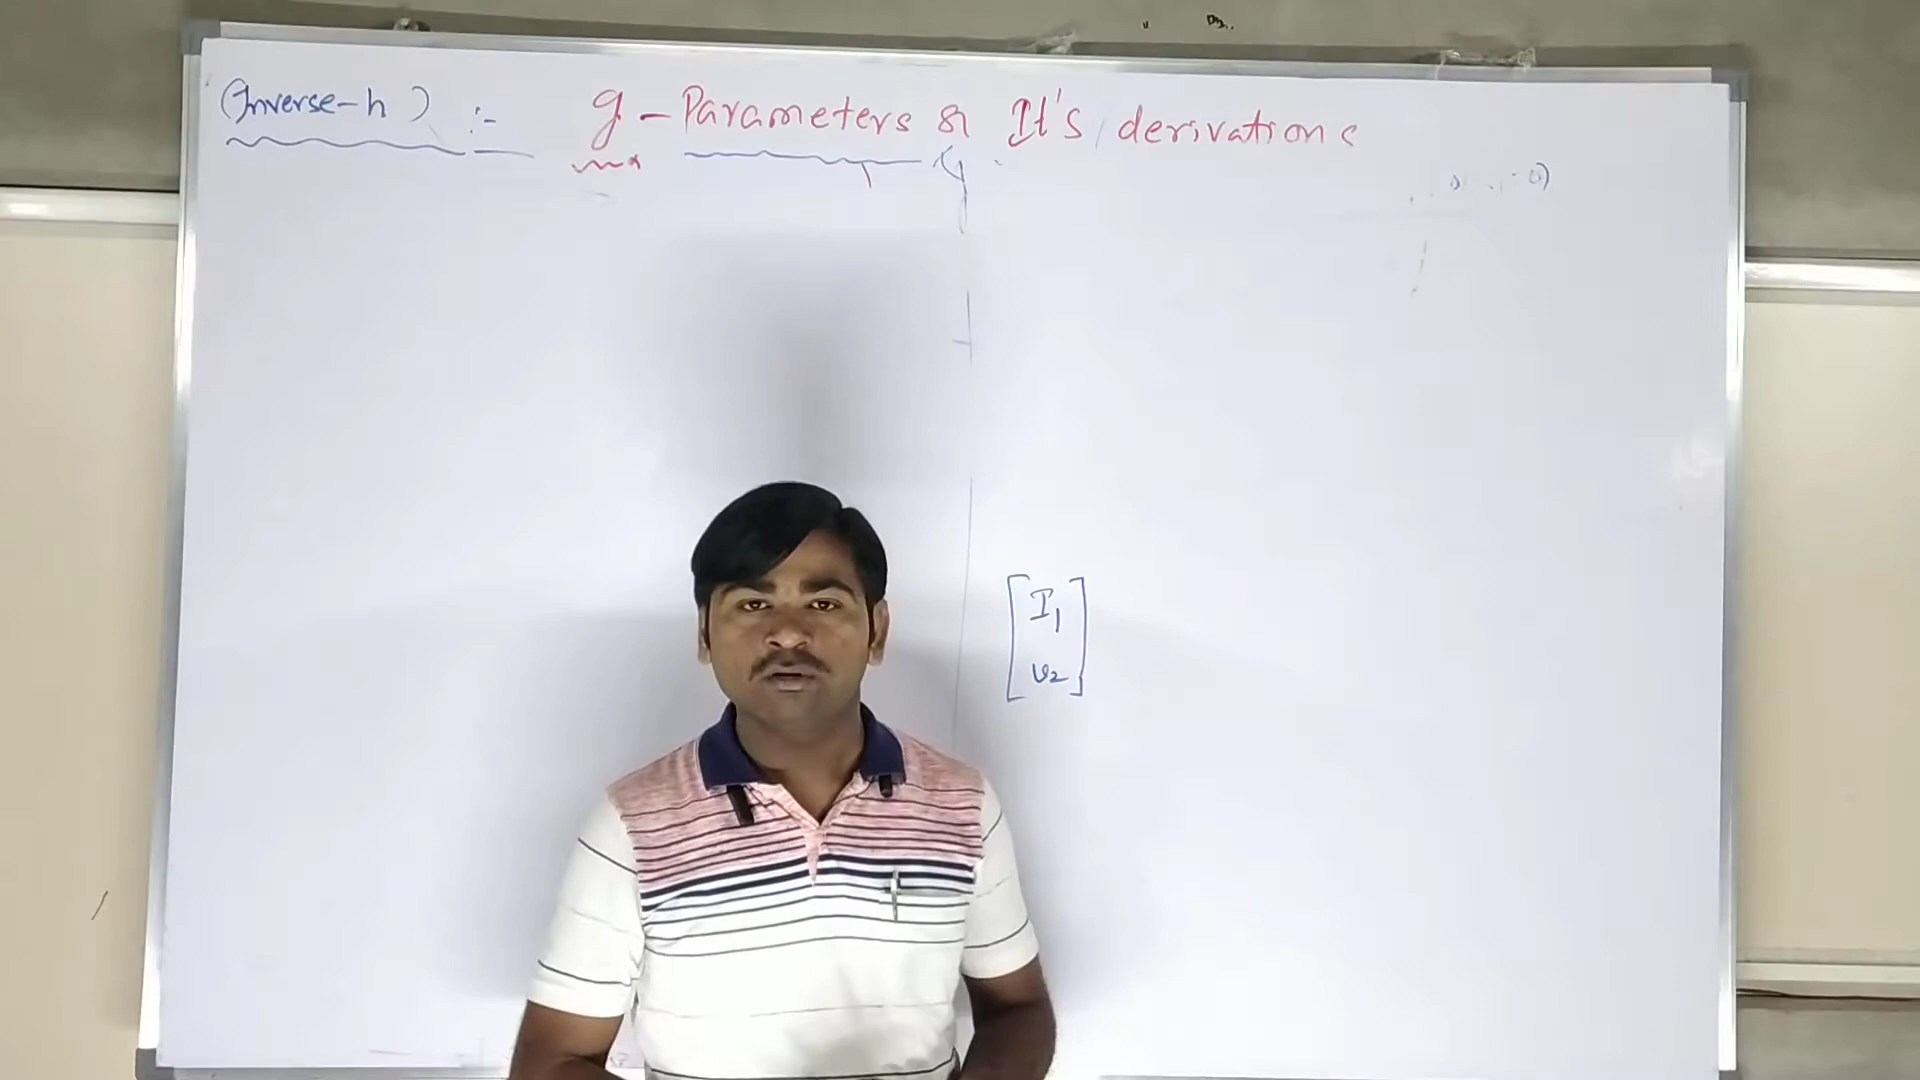 (Inverse-h) :- g - Parameters & It's derivations
I1
V2